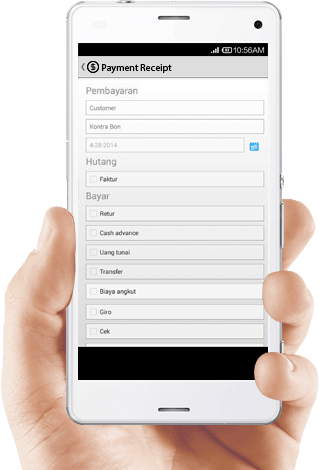 10:56AM
Payment Receipt
Pembayaran
Customer
Kontra Bon
4-28-2014
Hutang
Faktur
Bayar
Retur
Cash advance
Uang tunai
Transfer
Biaya angkut
Giro
Cek